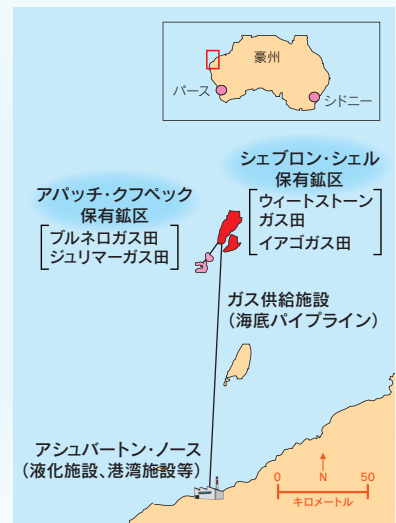 豪州
パース
シドニー
シェブロン・シェル
保有鉱区
ウィートストーン
ガス田
イアゴガス田
アパッチ・クフペック
保有鉱区
ブルネロガス田
ジュリマーガス田
ガス供給施設
（海底パイプライン）
アシュバートン・ノース
（液化施設、港湾施設等）
0 N 50
キロメートル